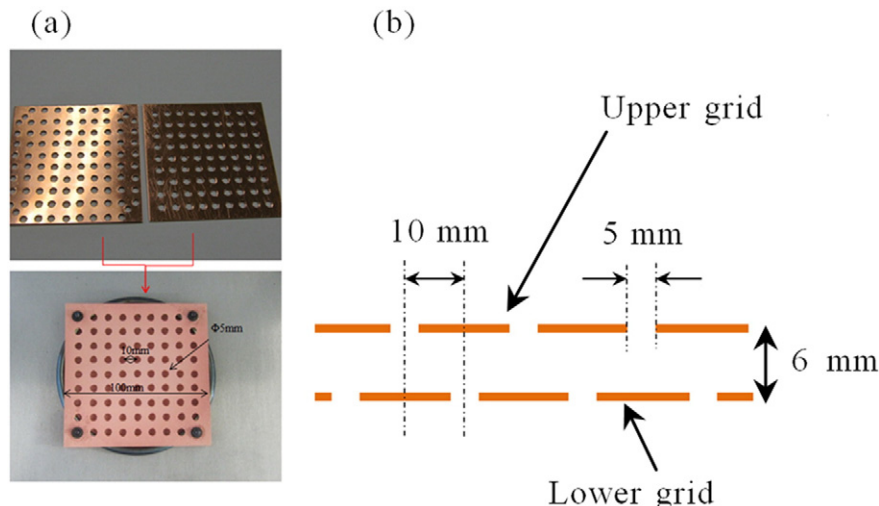 (a)
(b)
Upper grid
10 mm
5 mm
Φ5mm
10mm
100mm
6 mm
Lower grid